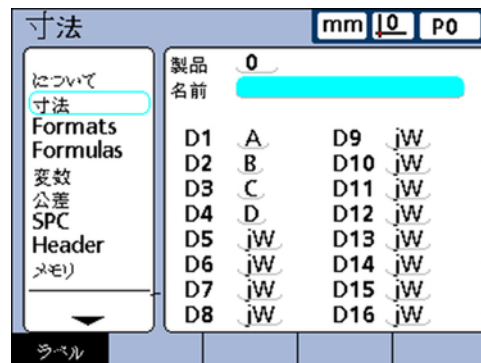 寸法
mm 0 P0
について
寸法
Formats
Formulas
変数
公差
SPC
Header
メモリ
製品 0
名前
D1 A D9 jW
D2 B D10 jW
D3 C D11 jW
D4 D D12 jW
D5 jW D13 jW
D6 jW D14 jW
D7 jW D15 jW
D8 jW D16 jW
ラベル